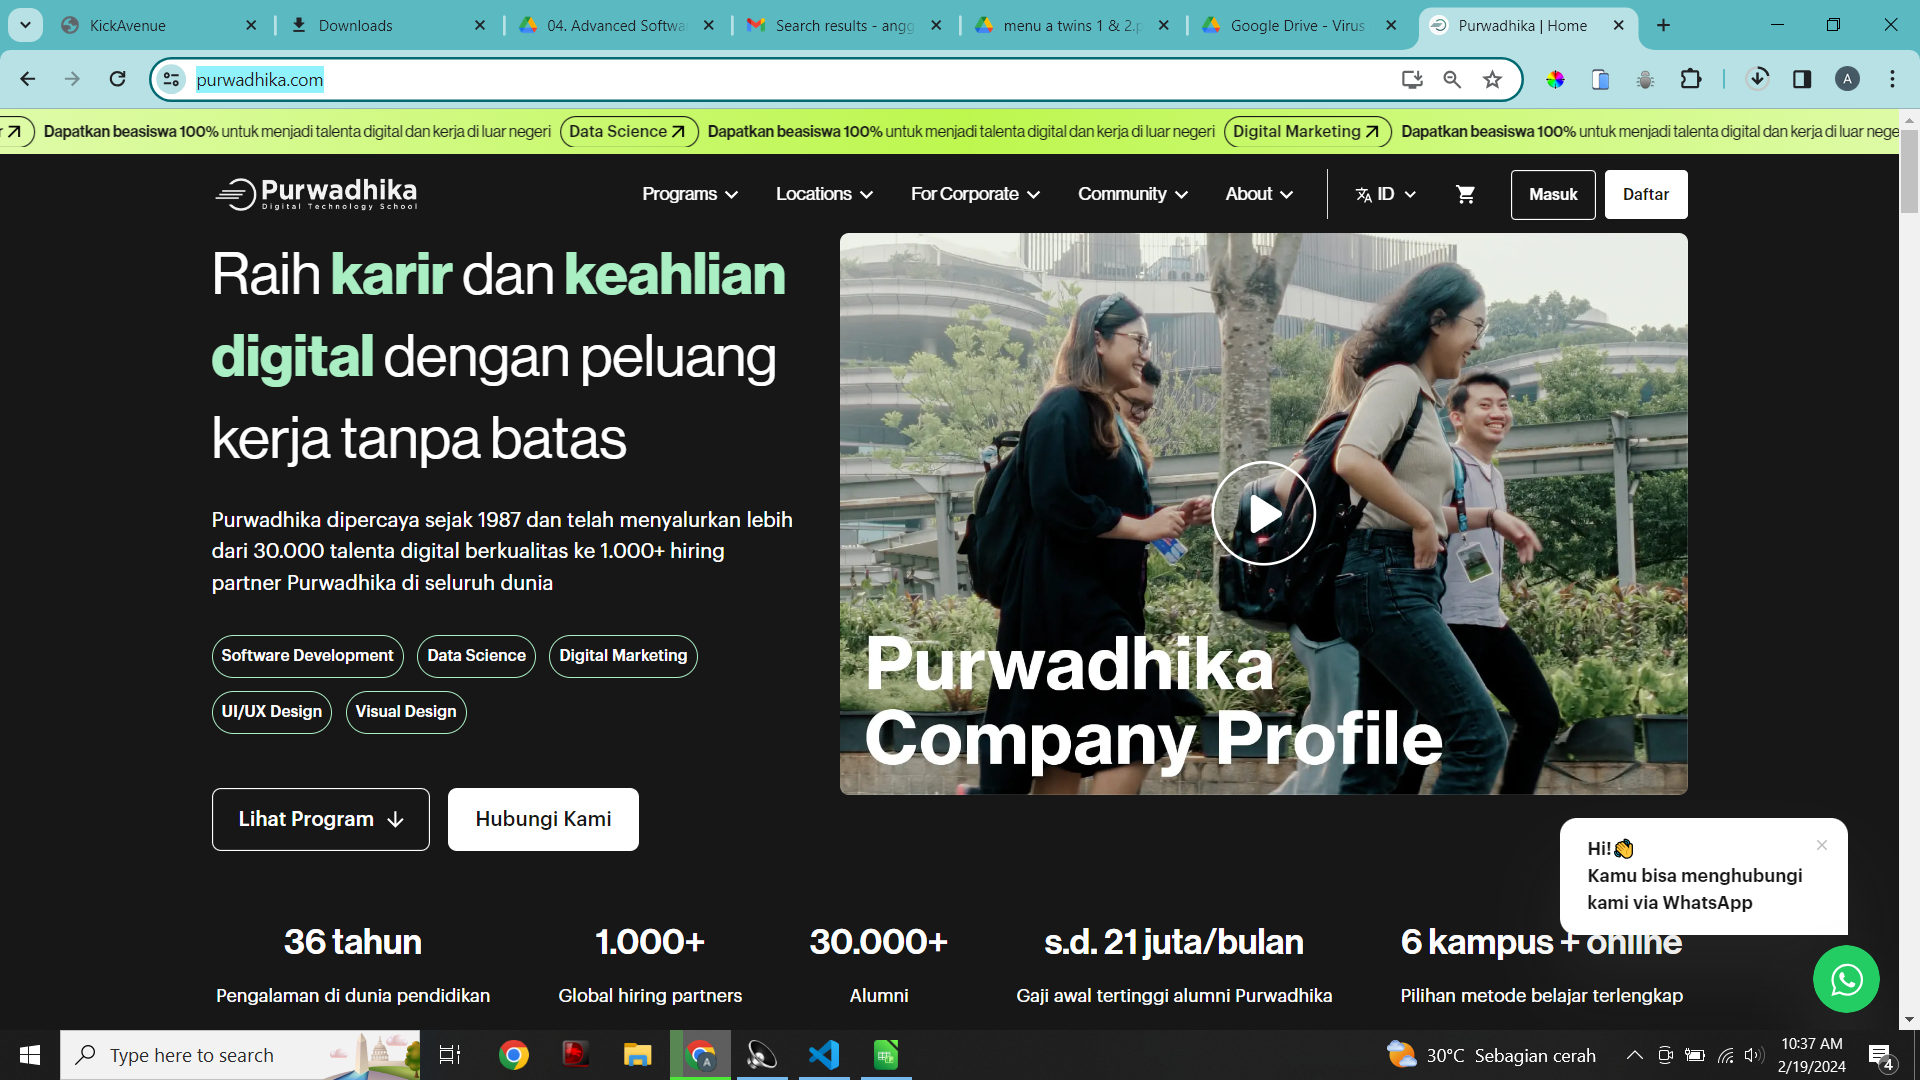 KickAvenue
Downloads
04. Advanced Softwa
Search results - angg
menu a twins 1 & 2.p
Google Drive - Virus
Purwadhika | Home
purwadhika.com
A
Dapatkan beasiswa 100% untuk menjadi talenta digital dan kerja di luar negeri
Data Science
Dapatkan beasiswa 100% untuk menjadi talenta digital dan kerja di luar negeri
Digital Marketing
Dapatkan beasiswa 100% untuk menjadi talenta digital dan kerja di luar nege
Purwadhika
Digital Technology School
Programs
Locations
For Corporate
Community
About
ID
Masuk
Daftar
Raih karir dan keahlian
digital dengan peluang
kerja tanpa batas
Purwadhika dipercaya sejak 1987 dan telah menyalurkan lebih
dari 30.000 talenta digital berkualitas ke 1.000+ hiring
partner Purwadhika di seluruh dunia
Software Development
Data Science
Digital Marketing
UI/UX Design
Visual Design
Lihat Program
Hubungi Kami
Purwadhika
Company Profile
Hi!👋
Kamu bisa menghubungi
kami via WhatsApp
36 tahun
Pengalaman di dunia pendidikan
1.000+
Global hiring partners
30.000+
Alumni
s.d. 21 juta/bulan
Gaji awal tertinggi alumni Purwadhika
6 kampus + online
Pilihan metode belajar terlengkap
Type here to search
A
30°C Sebagian cerah
10:37 AM
2/19/2024
4